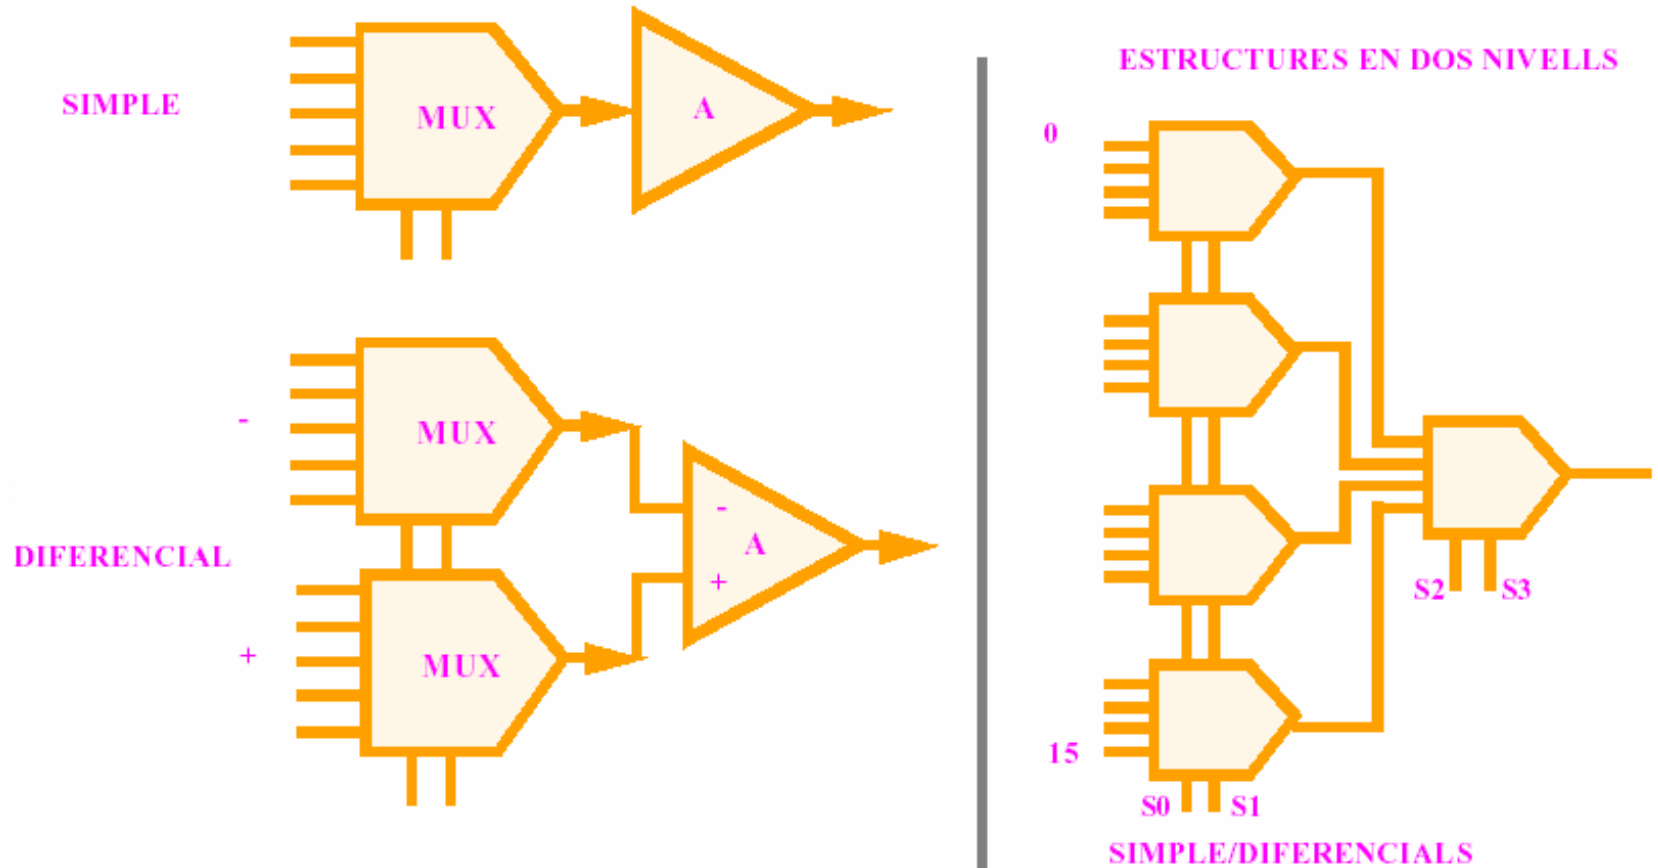 SIMPLE
MUX
A
-
MUX
DIFERENCIAL
-
A
+
+
MUX
ESTRUCTURES EN DOS NIVELLS
0
S2 S3
15
S0 S1
SIMPLE/DIFERENCIALS